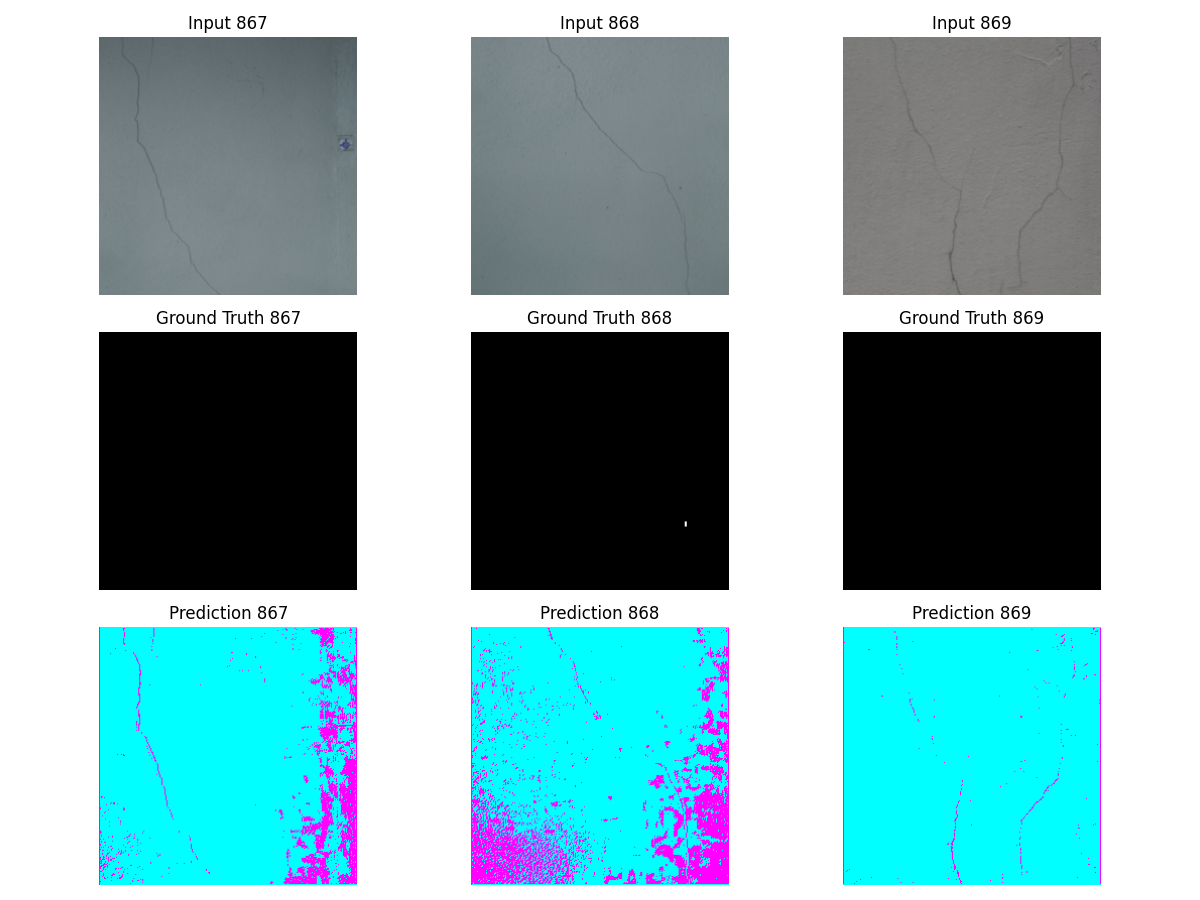 Input 867
Input 868
Input 869
Ground Truth 867
Ground Truth 868
Ground Truth 869
Prediction 867
Prediction 868
Prediction 869